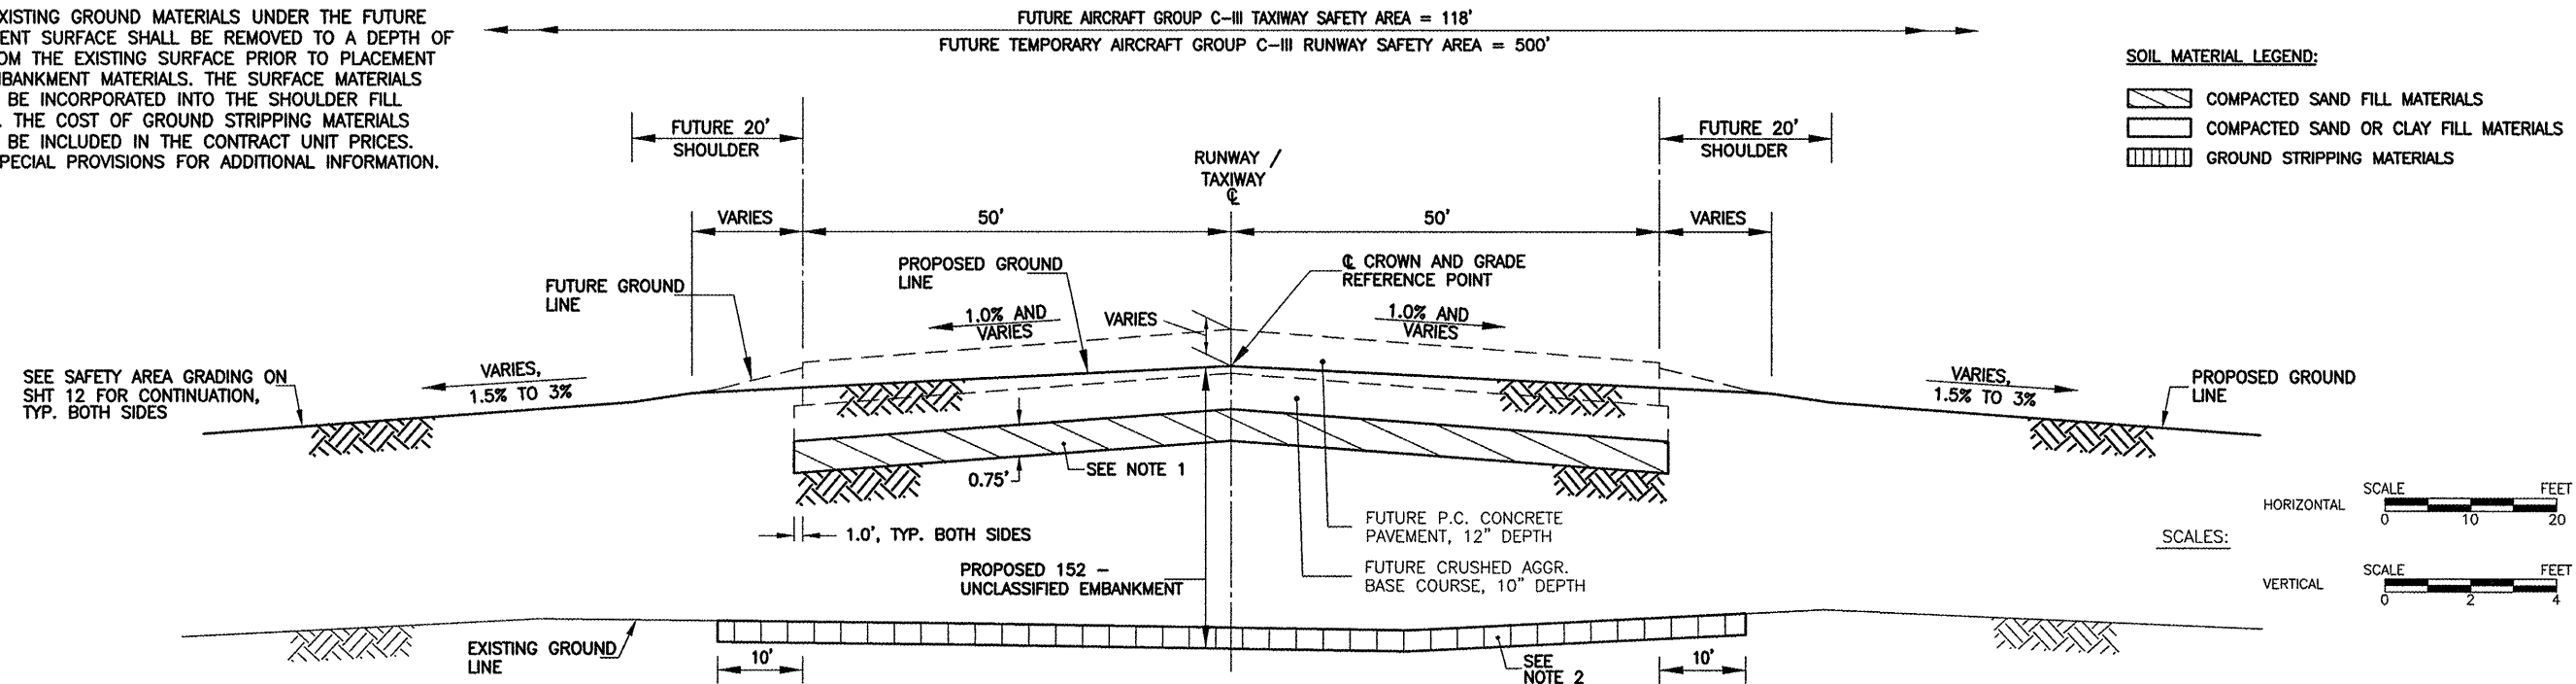 XISTING GROUND MATERIALS UNDER THE FUTURE
ENT SURFACE SHALL BE REMOVED TO A DEPTH OF
OM THE EXISTING SURFACE PRIOR TO PLACEMENT
BANKMENT MATERIALS. THE SURFACE MATERIALS
BE INCORPORATED INTO THE SHOULDER FILL
. THE COST OF GROUND STRIPPING MATERIALS
BE INCLUDED IN THE CONTRACT UNIT PRICES.
PECIAL PROVISIONS FOR ADDITIONAL INFORMATION.
FUTURE AIRCRAFT GROUP C-III TAXIWAY SAFETY AREA = 118'
FUTURE TEMPORARY AIRCRAFT GROUP C-III RUNWAY SAFETY AREA = 500'
SOIL MATERIAL LEGEND:
COMPACTED SAND FILL MATERIALS
COMPACTED SAND OR CLAY FILL MATERIALS
GROUND STRIPPING MATERIALS
FUTURE 20'
SHOULDER
RUNWAY /
TAXIWAY
℄
FUTURE 20'
SHOULDER
VARIES
50'
50'
VARIES
FUTURE GROUND
LINE
PROPOSED GROUND
LINE
℄ CROWN AND GRADE
REFERENCE POINT
1.0% AND
VARIES
VARIES
1.0% AND
VARIES
SEE SAFETY AREA GRADING ON
SHT 12 FOR CONTINUATION,
TYP. BOTH SIDES
VARIES,
1.5% TO 3%
VARIES,
1.5% TO 3%
PROPOSED GROUND
LINE
0.75'
SEE NOTE 1
1.0', TYP. BOTH SIDES
FUTURE P.C. CONCRETE
PAVEMENT, 12" DEPTH
FUTURE CRUSHED AGGR.
BASE COURSE, 10" DEPTH
PROPOSED 152 -
UNCLASSIFIED EMBANKMENT
SCALE FEET
HORIZONTAL
0 10 20
SCALES:
SCALE FEET
VERTICAL
0 2 4
EXISTING GROUND
LINE
10'
SEE
NOTE 2
10'